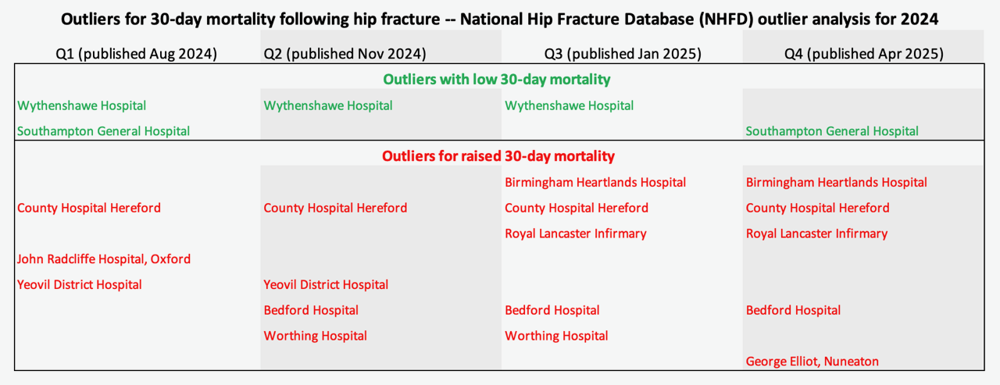 Outliers for 30-day mortality following hip fracture -- National Hip Fracture Database (NHFD) outlier analysis for 2024
Q1 (published Aug 2024) Q2 (published Nov 2024) Q3 (published Jan 2025) Q4 (published Apr 2025)
Outliers with low 30-day mortality
Wythenshawe Hospital Wythenshawe Hospital Wythenshawe Hospital
Southampton General Hospital Southampton General Hospital
Outliers for raised 30-day mortality
Birmingham Heartlands Hospital Birmingham Heartlands Hospital
County Hospital Hereford County Hospital Hereford County Hospital Hereford County Hospital Hereford
Royal Lancaster Infirmary Royal Lancaster Infirmary
John Radcliffe Hospital, Oxford
Yeovil District Hospital Yeovil District Hospital
Bedford Hospital Bedford Hospital Bedford Hospital
Worthing Hospital Worthing Hospital
George Elliot, Nuneaton